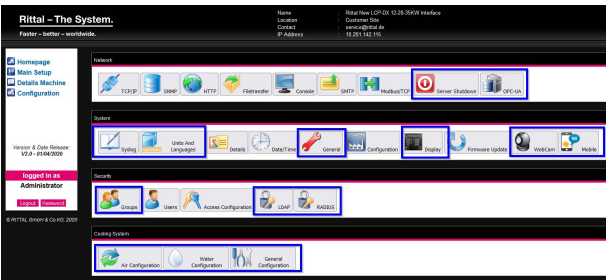 Rittal – The System.
Faster – better – worldwide.
Name Rittal New LCP-DX 12-20-35KW Interface
Location Customer Site
Contact service@rittal.de
IP Address 10.201.142.115
Homepage
Main Setup
Details Machine
Configuration
Version & Date Release:
V2.0 - 01/04/2020
logged in as
Administrator
Logout Password
© RITTAL GmbH & Co.KG, 2020
Network
TCP/IP SNMP HTTP Filetransfer Console SMTP Modbus/TCP Server Shutdown OPC-UA
System
Syslog Units And Languages Details Date/Time General Configuration Display Firmware Update WebCam Mobile
Security
Groups Users Access Configuration LDAP RADIUS
Cooling System
Air Configuration Water Configuration General Configuration